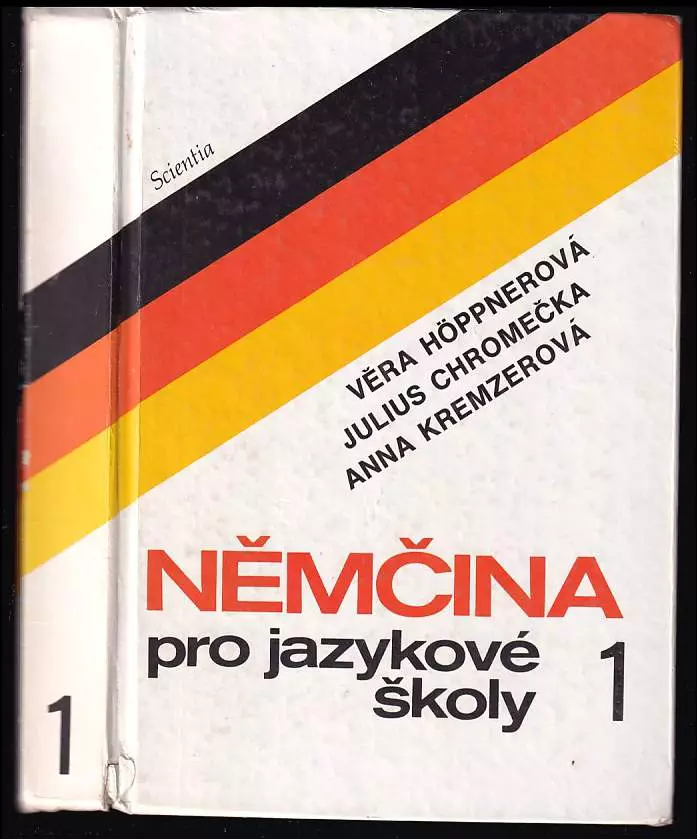 Scientia
VĚRA HÖPPNEROVÁ
JULIUS CHROMEČKA
ANNA KREMZEROVÁ
NĚMČINA
pro jazykové
školy 1
1